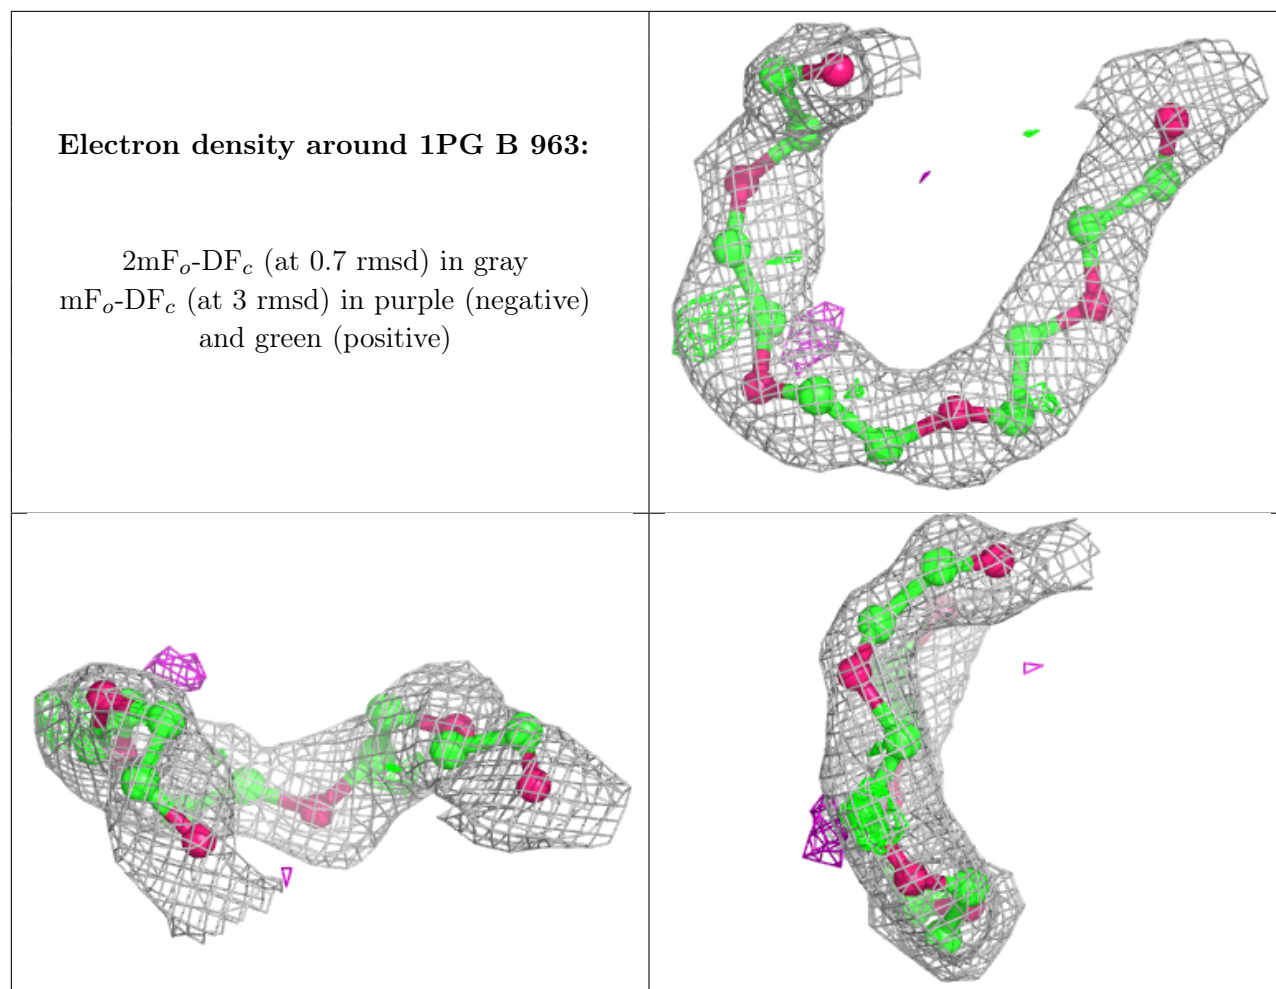 Electron density around 1PG B 963:
2mFo-DFc (at 0.7 rmsd) in gray
mFo-DFc (at 3 rmsd) in purple (negative)
and green (positive)